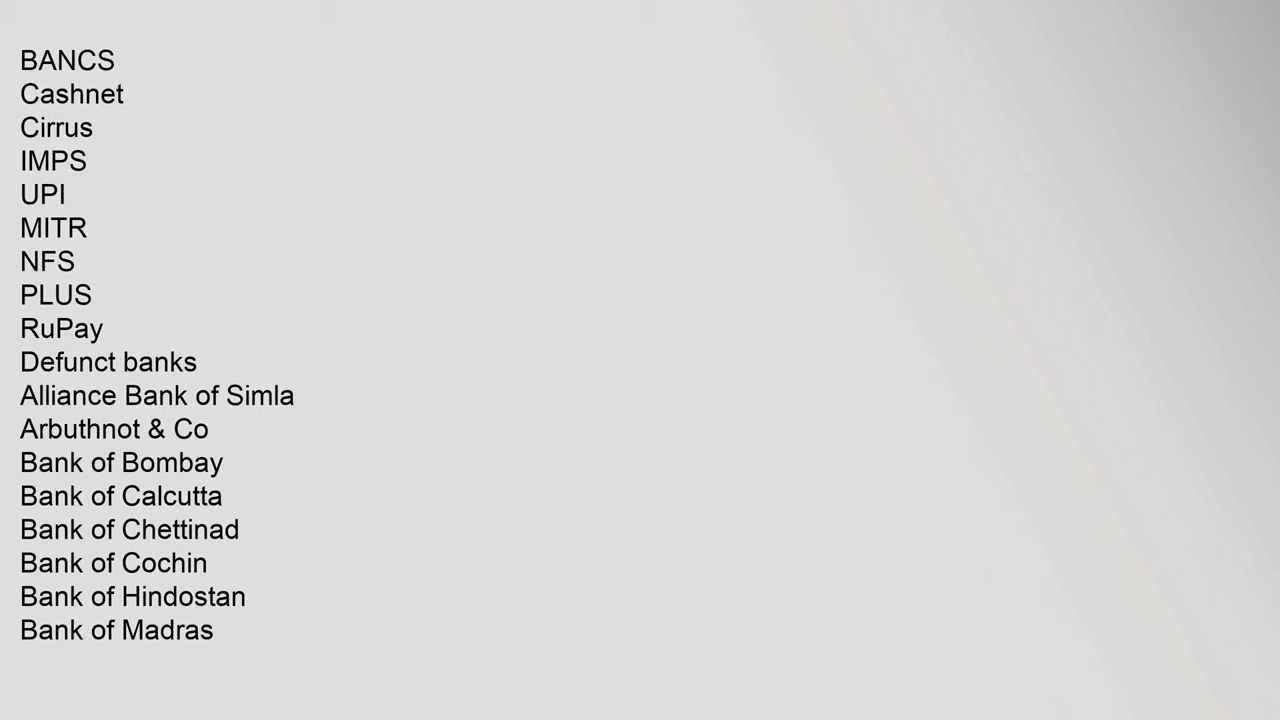 BANCS
Cashnet
Cirrus
IMPS
UPI
MITR
NFS
PLUS
RuPay
Defunct banks
Alliance Bank of Simla
Arbuthnot & Co
Bank of Bombay
Bank of Calcutta
Bank of Chettinad
Bank of Cochin
Bank of Hindostan
Bank of Madras